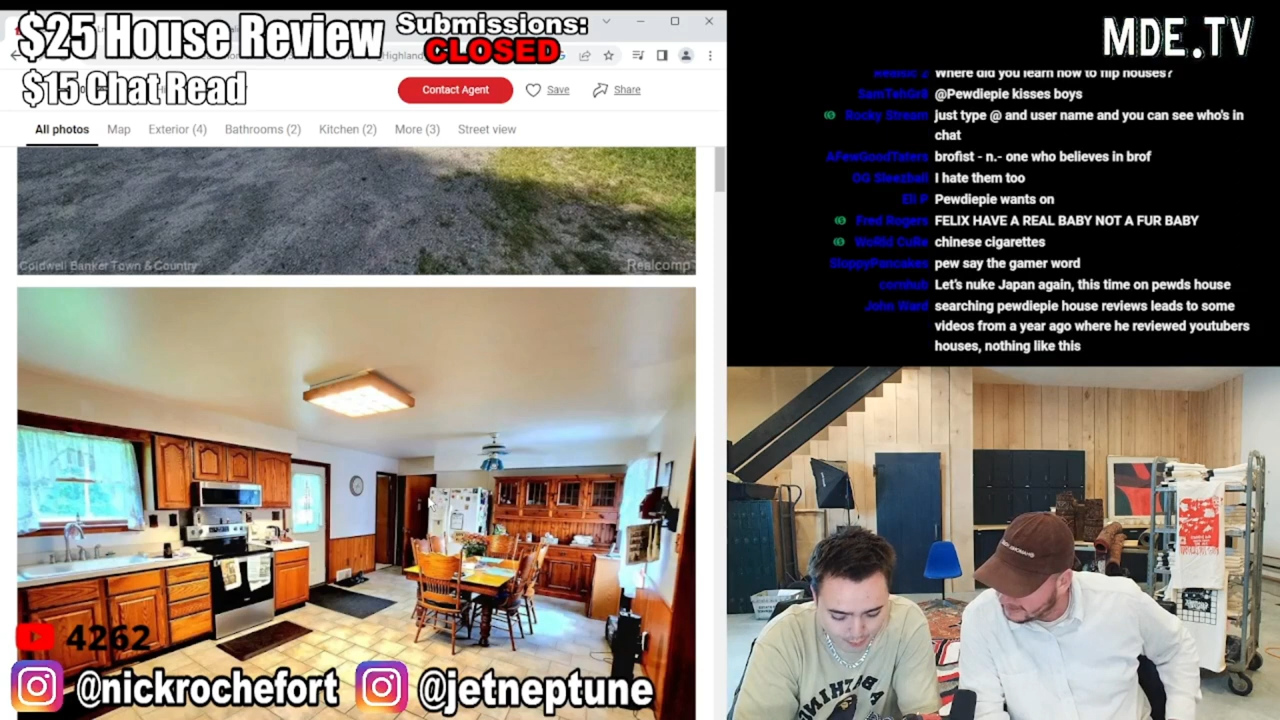 $25 House Review
Submissions:
CLOSED
$15 Chat Read
Contact Agent
Save
Share
All photos
Map
Exterior (4)
Bathrooms (2)
Kitchen (2)
More (3)
Street view
Coldwell Banker Town & Country
Realcomp
4262
@nickrochefort
@jetneptune
MDE.TV
Where did you learn how to flip houses?
SamTahGr8 @Pewdiepie kisses boys
Rocky Stream just type @ and user name and you can see who's in
chat
AFewGoodTaters brofist - n.- one who believes in brof
OG Sleezball I hate them too
Eli P Pewdiepie wants on
Fred Rogers FELIX HAVE A REAL BABY NOT A FUR BABY
WoRld CuRe chinese cigarettes
SloppyPancakes pew say the gamer word
cornhub Let's nuke Japan again, this time on pewds house
John Ward searching pewdiepie house reviews leads to some
videos from a year ago where he reviewed youtubers
houses, nothing like this